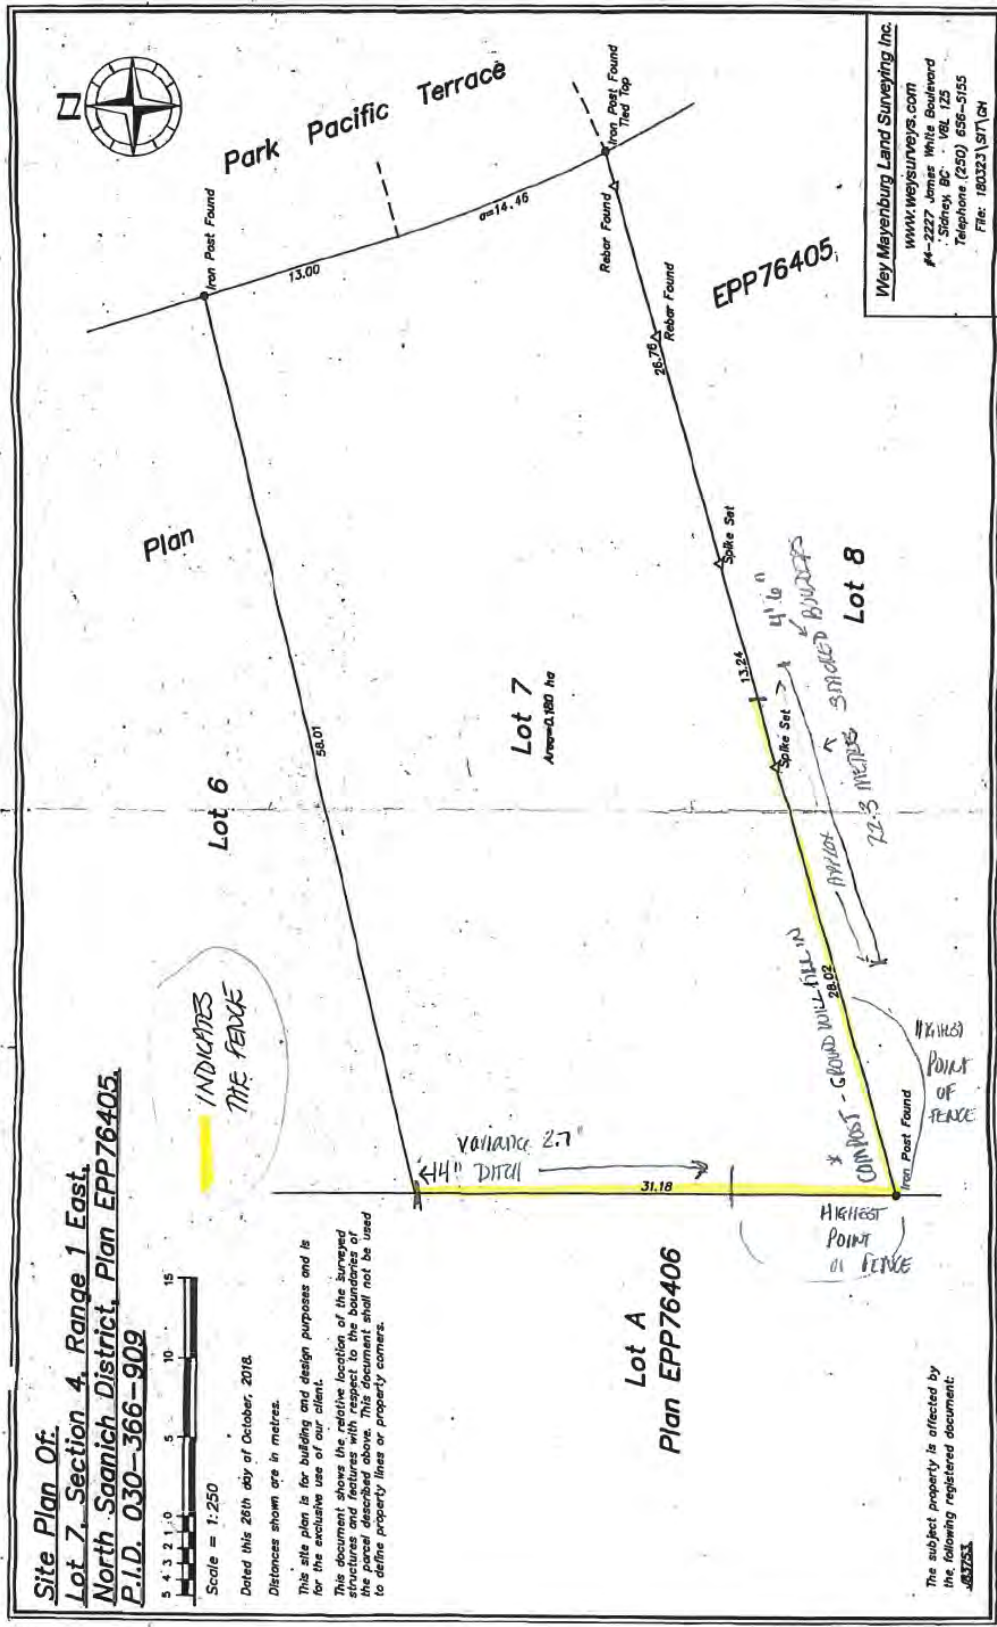 Site Plan Of:
Lot 7, Section 4, Range 1 East,
North Saanich District, Plan EPP76405.
P.I.D. 030-366-909
5 4 3 2 1 0 5 10 15
Scale = 1:250
Dated this 26th day of October, 2018.
Distances shown are in metres.
This site plan is for building and design purposes and is
for the exclusive use of our client.
This document shows the relative location of the surveyed
structures and features with respect to the boundaries of
the parcel described above. This document shall not be used
to define property lines or property corners.
INDICATES
THE FENCE
Plan
Park Pacific Terrace
Iron Post Found
13.00
a=14.46
Iron Post Found
Tied Top
Rebar Found
Rebar Found
26.76
EPP76405
Lot 6
58.01
Lot 7
Area=0.180 ha
Spike Set
13.24
4'.6"
STACKED BOULDERS
Spike Set
Lot 8
APPROX
22.3 METRES
28.02
* COMPOST - GROUND WILL FILL IN
HIGHEST
POINT
OF
FENCE
Iron Post Found
variance 2.7"
44" DITCH
31.18
HIGHEST
POINT
OF FENCE
Lot A
Plan EPP76406
The subject property is affected by
the following registered document:
Wey Mayenburg Land Surveying Inc.
www.weysurveys.com
#4-2227 James White Boulevard
Sidney, BC V8L 1Z5
Telephone (250) 656-5155
File: 180323\SIT\GH